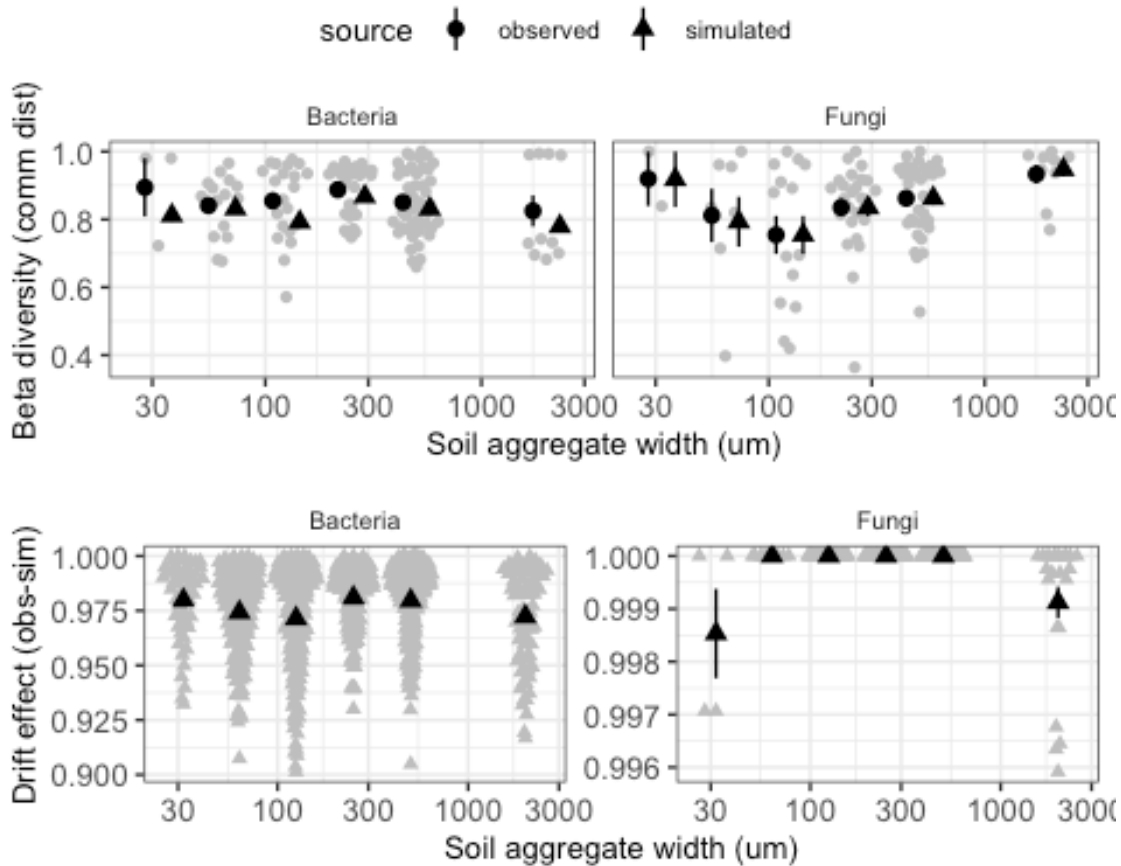 source observed simulated
Bacteria Fungi
Beta diversity (comm dist)
1.0
0.8
0.6
0.4
30 100 300 1000 3000 30 100 300 1000 3000
Soil aggregate width (um)
Bacteria Fungi
Drift effect (obs-sim)
1.000 1.000
0.975 0.999
0.950 0.998
0.925 0.997
0.900 0.996
30 100 300 1000 3000 30 100 300 1000 3000
Soil aggregate width (um)